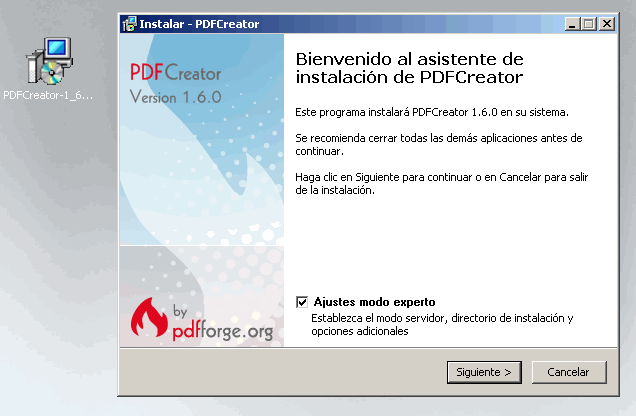 Instalar - PDFCreator
PDFCreator-1_6...
PDFCreator
Version 1.6.0
Bienvenido al asistente de
instalación de PDFCreator
Este programa instalará PDFCreator 1.6.0 en su sistema.
Se recomienda cerrar todas las demás aplicaciones antes de
continuar.
Haga clic en Siguiente para continuar o en Cancelar para salir
de la instalación.
Ajustes modo experto
Establezca el modo servidor, directorio de instalación y
opciones adicionales
by
pdfforge.org
Siguiente >
Cancelar